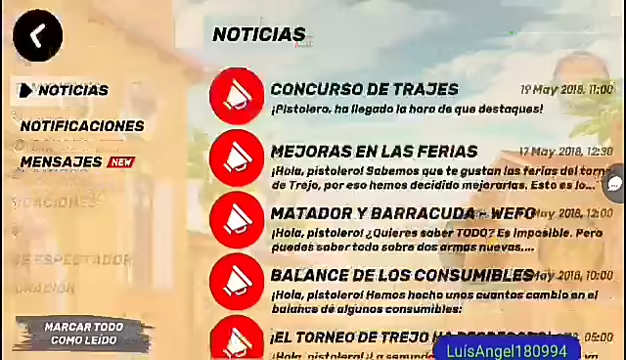 NOTICIAS
NOTICIAS
NOTIFICACIONES
MENSAJES NEW
MARCAR TODO
COMO LEÍDO
CONCURSO DE TRAJES 19 May 2018, 11:00
¡Pistolero, ha llegado la hora de que destaques!
MEJORAS EN LAS FERIAS 17 May 2018, 12:30
¡Hola, pistolero! Sabemos que te gustan las ferias del torneo
de Trejo, por eso hemos decidido mejorarlas. Esto es lo...
MATADOR Y BARRACUDA - WEFO May 2018, 12:00
¡Hola, pistolero! ¿Quieres saber TODO? Es imposible. Pero
puedes saber todo sobre dos armas nuevas....
BALANCE DE LOS CONSUMIBLES May 2018, 10:00
¡Hola, pistolero! Hemos hecho unos cuantos cambio en el
balance de algunos consumibles:
¡EL TORNEO DE TREJO HA 05:00
¡Hola, pistolero! ¡La segunda
LuisAngel180994